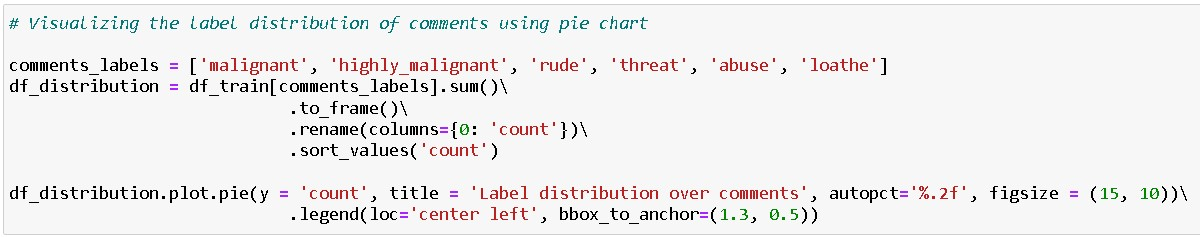 # Visualizing the label distribution of comments using pie chart
comments_labels = ['malignant', 'highly_malignant', 'rude', 'threat', 'abuse', 'loathe']
df_distribution = df_train[comments_labels].sum()\
.to_frame()\
.rename(columns={0: 'count'})\
.sort_values('count')
df_distribution.plot.pie(y = 'count', title = 'Label distribution over comments', autopct='%.2f', figsize = (15, 10))\
.legend(loc='center left', bbox_to_anchor=(1.3, 0.5))